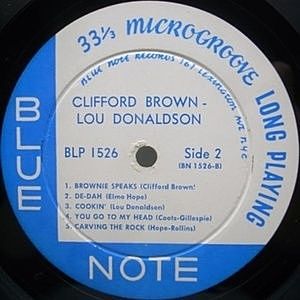 33⅓ MICROGROOVE LONG PLAYING
BLUE NOTE RECORDS 767 LEXINGTON AVE NYC
CLIFFORD BROWN -
LOU DONALDSON
BLP 1526 Side 2
(BN 1526-B)
1. BROWNIE SPEAKS (Clifford Brown)
2. DE-DAH (Elmo Hope)
3. COOKIN' (Lou Donaldson)
4. YOU GO TO MY HEAD (Coots-Gillespie)
5. CARVING THE ROCK (Hope-Rollins)
BLUE
NOTE